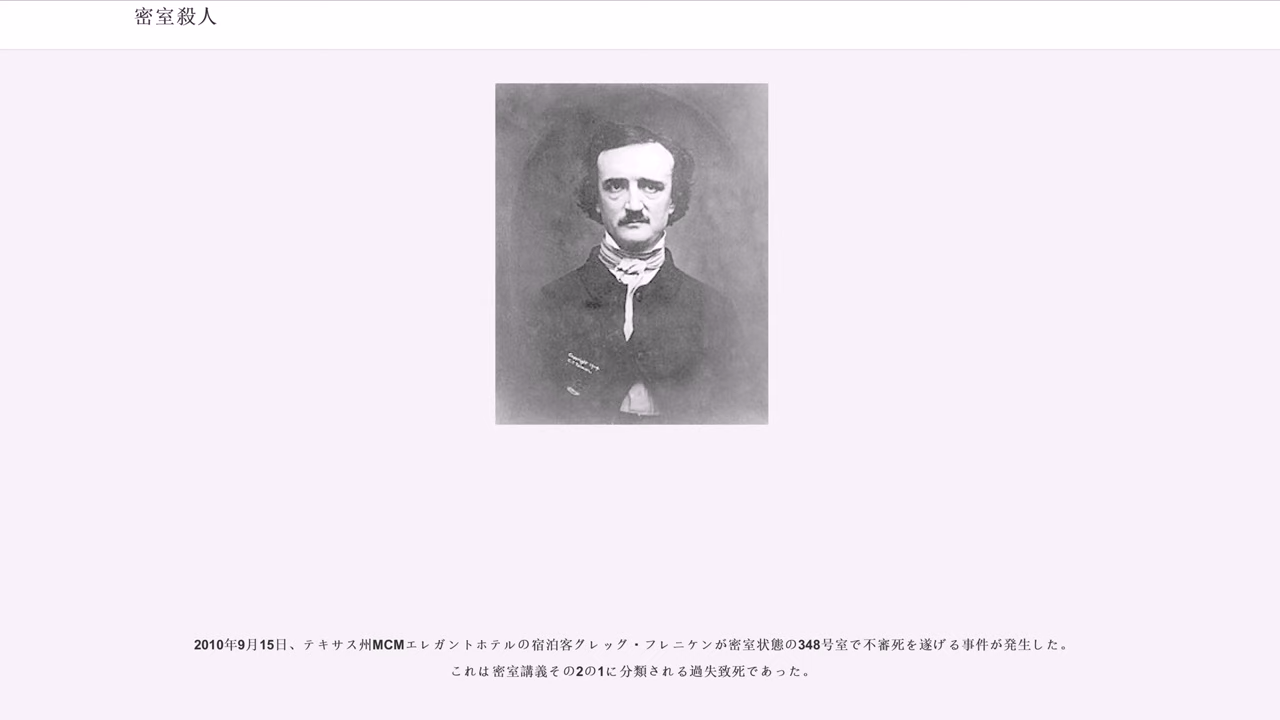 密室殺人
2010年9月15日、テキサス州MCMエレガントホテルの宿泊客グレッグ・フレニケンが密室状態の348号室で不審死を遂げる事件が発生した。
これは密室講義その2の1に分類される過失致死であった。